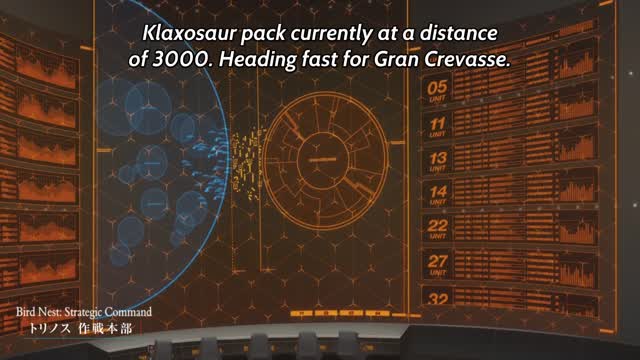 Klaxosaur pack currently at a distance
of 3000. Heading fast for Gran Crevasse.
05
UNIT
11
UNIT
13
UNIT
14
UNIT
22
UNIT
27
UNIT
32
Bird Nest: Strategic Command
トリノス 作戦本部